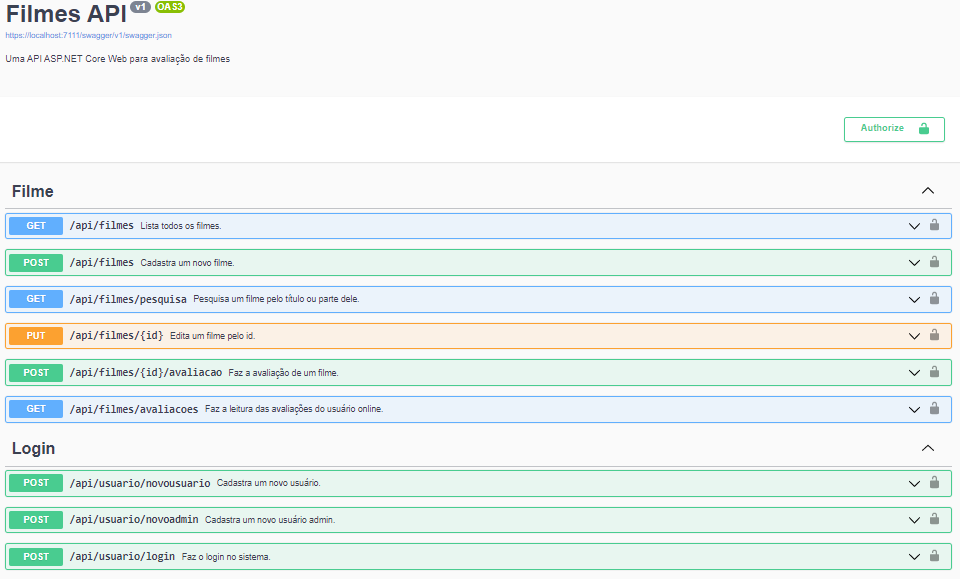 Filmes API v1 OAS3
https://localhost:7111/swagger/v1/swagger.json
Uma API ASP.NET Core Web para avaliação de filmes
Authorize
Filme
GET /api/filmes Lista todos os filmes.
POST /api/filmes Cadastra um novo filme.
GET /api/filmes/pesquisa Pesquisa um filme pelo título ou parte dele.
PUT /api/filmes/{id} Edita um filme pelo id.
POST /api/filmes/{id}/avaliacao Faz a avaliação de um filme.
GET /api/filmes/avaliacoes Faz a leitura das avaliações do usuário online.
Login
POST /api/usuario/novousuario Cadastra um novo usuário.
POST /api/usuario/novoadmin Cadastra um novo usuário admin.
POST /api/usuario/login Faz o login no sistema.